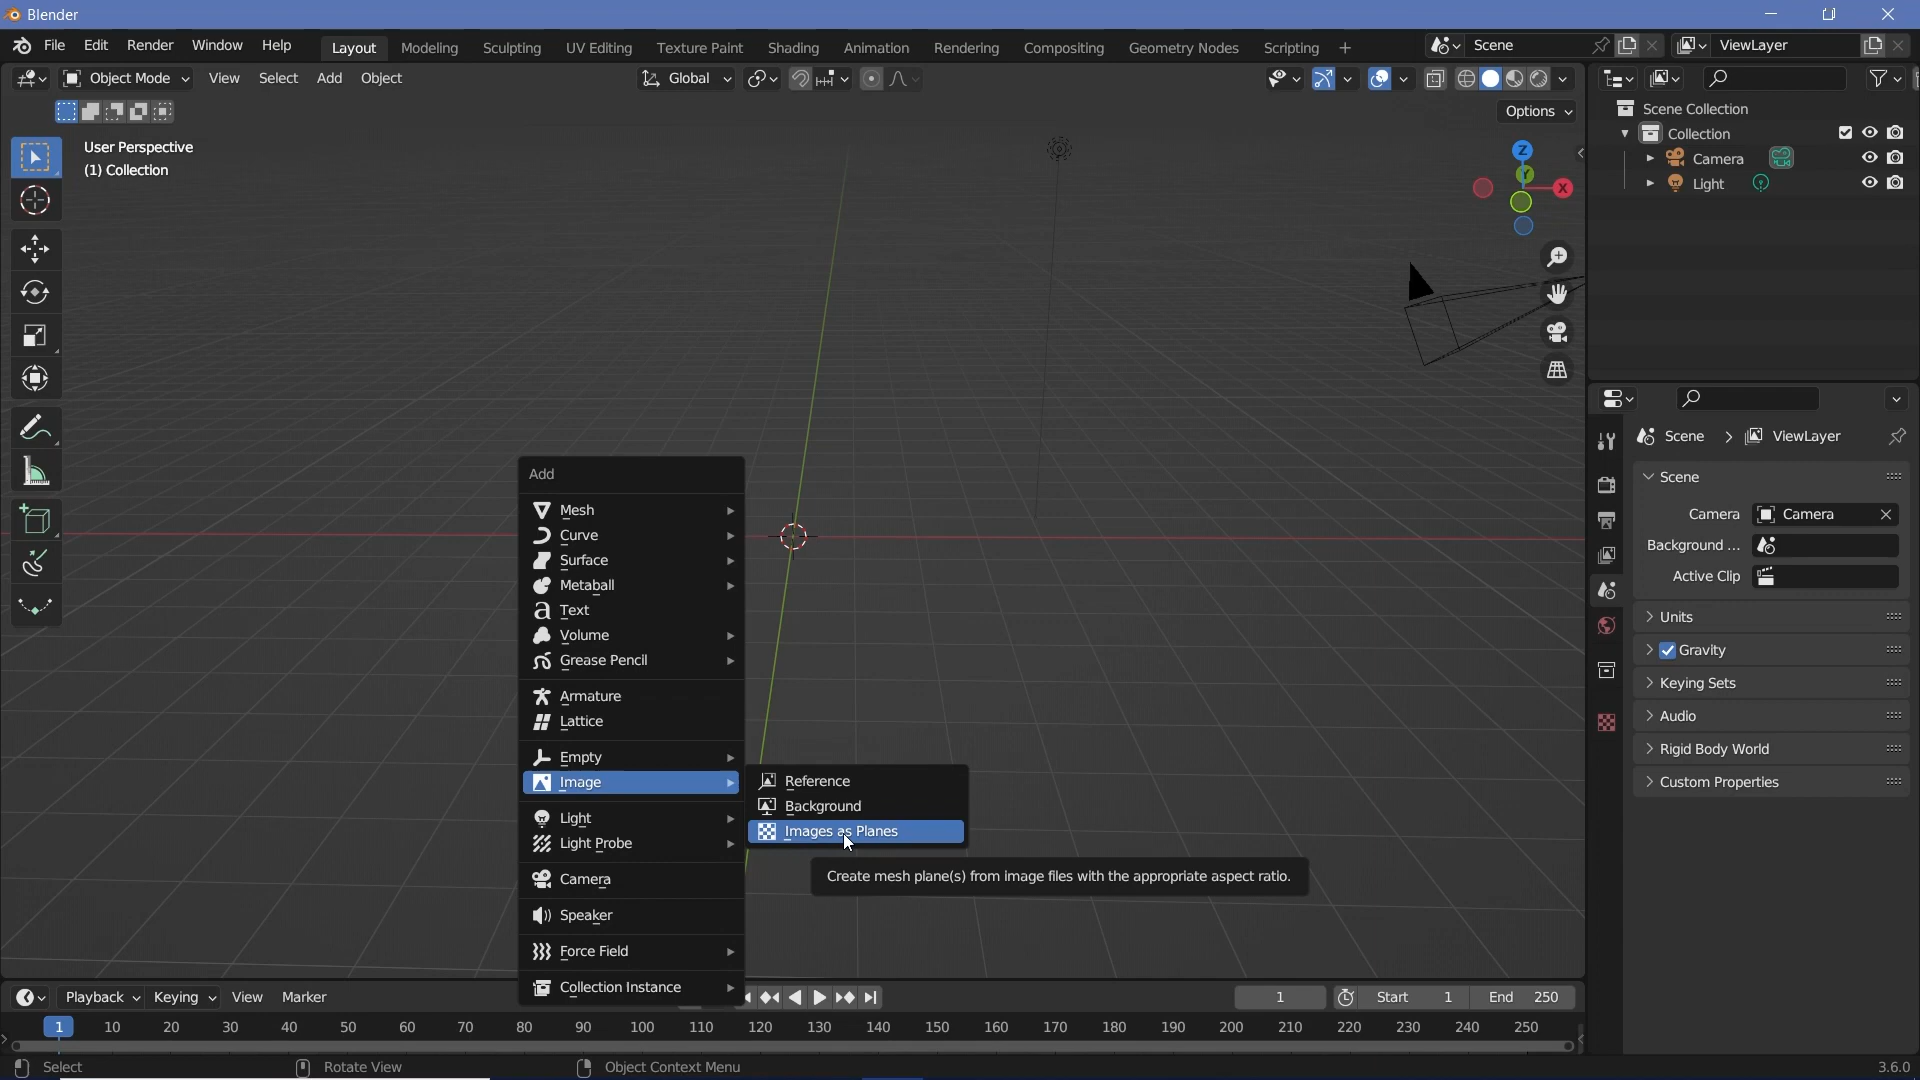 Blender
File Edit Render Window Help Layout Modeling Sculpting UV Editing Texture Paint Shading Animation Rendering Compositing Geometry Nodes Scripting + Scene ViewLayer
Object Mode View Select Add Object Global
Options
User Perspective
(1) Collection
Z
Y
X
Scene Collection
Collection
Camera
Light
Scene > ViewLayer
Scene
Camera Camera
Background ...
Active Clip
Units
Gravity
Keying Sets
Audio
Rigid Body World
Custom Properties
Add
Mesh
Curve
Surface
Metaball
Text
Volume
Grease Pencil
Armature
Lattice
Empty
Image
Light
Light Probe
Camera
Speaker
Force Field
Collection Instance
Reference
Background
Images as Planes
Create mesh plane(s) from image files with the appropriate aspect ratio.
Playback Keying View Marker 1 Start 1 End 250
1 10 20 30 40 50 60 70 80 90 100 110 120 130 140 150 160 170 180 190 200 210 220 230 240 250
Select Rotate View Object Context Menu 3.6.0